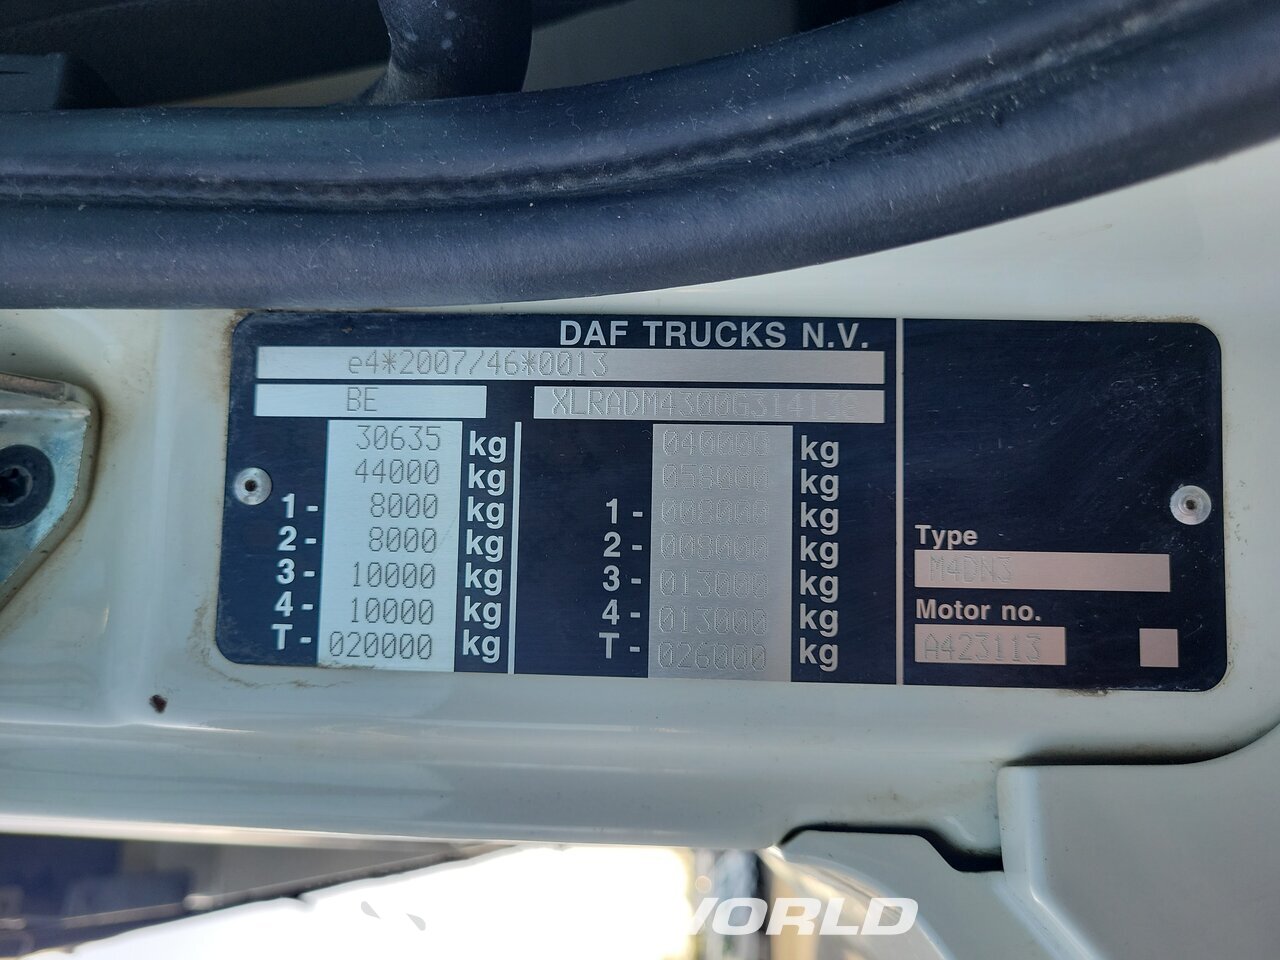 DAF TRUCKS N.V.
e4*2007/46*0013
BE
30635 kg 040000 kg
44000 kg 058000 kg
1- 8000 kg 1- 008000 kg
2- 8000 kg 2- 008000 kg
3- 10000 kg 3- 013000 kg
4- 10000 kg 4- 013000 kg
T- 020000 kg T- 026000 kg
Type
M4DN3
Motor no.
A423113
WORLD